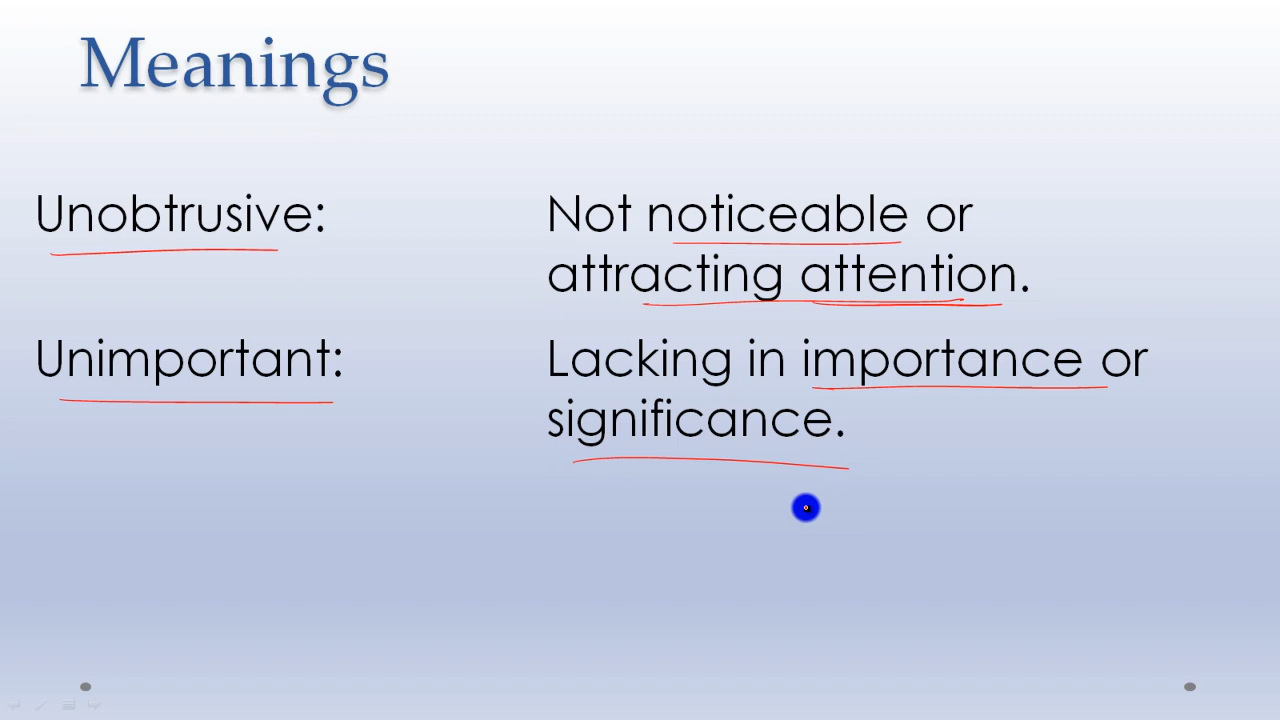 Meanings
Unobtrusive: Not noticeable or
attracting attention.
Unimportant: Lacking in importance or
significance.